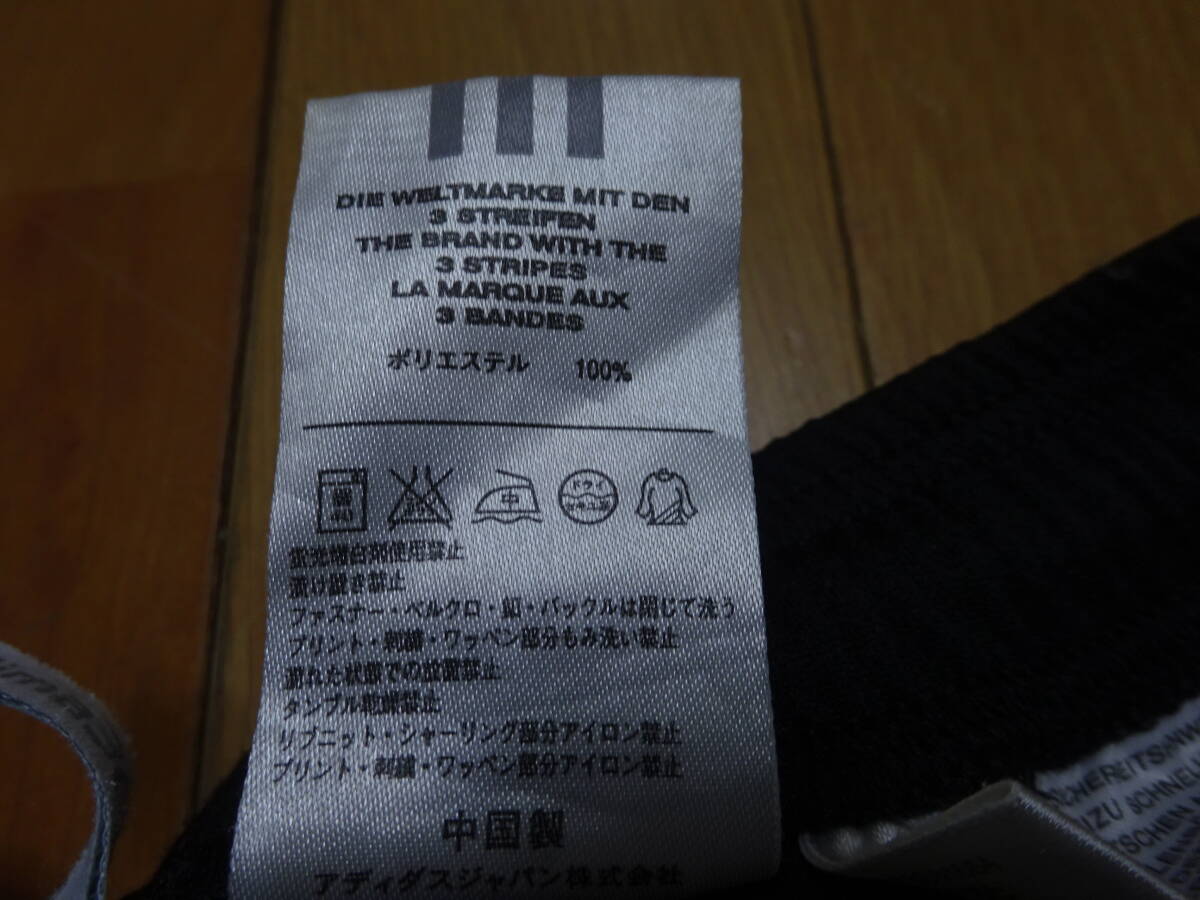 DIE WELTMARKE MIT DEN
3 STREIFEN
THE BRAND WITH THE
3 STRIPES
LA MARQUE AUX
3 BANDES
ポリエステル 100%
中
ドライ
蛍光増白剤使用禁止
漬け置き禁止
ファスナー・ベルクロ・釦・バックルは閉じて洗う
プリント・刺繍・ワッペン部分もみ洗い禁止
濡れた状態での放置禁止
タンブル乾燥禁止
リブニット・シャーリング部分アイロン禁止
プリント・刺繍・ワッペン部分アイロン禁止
中国製
アディダスジャパン株式会社